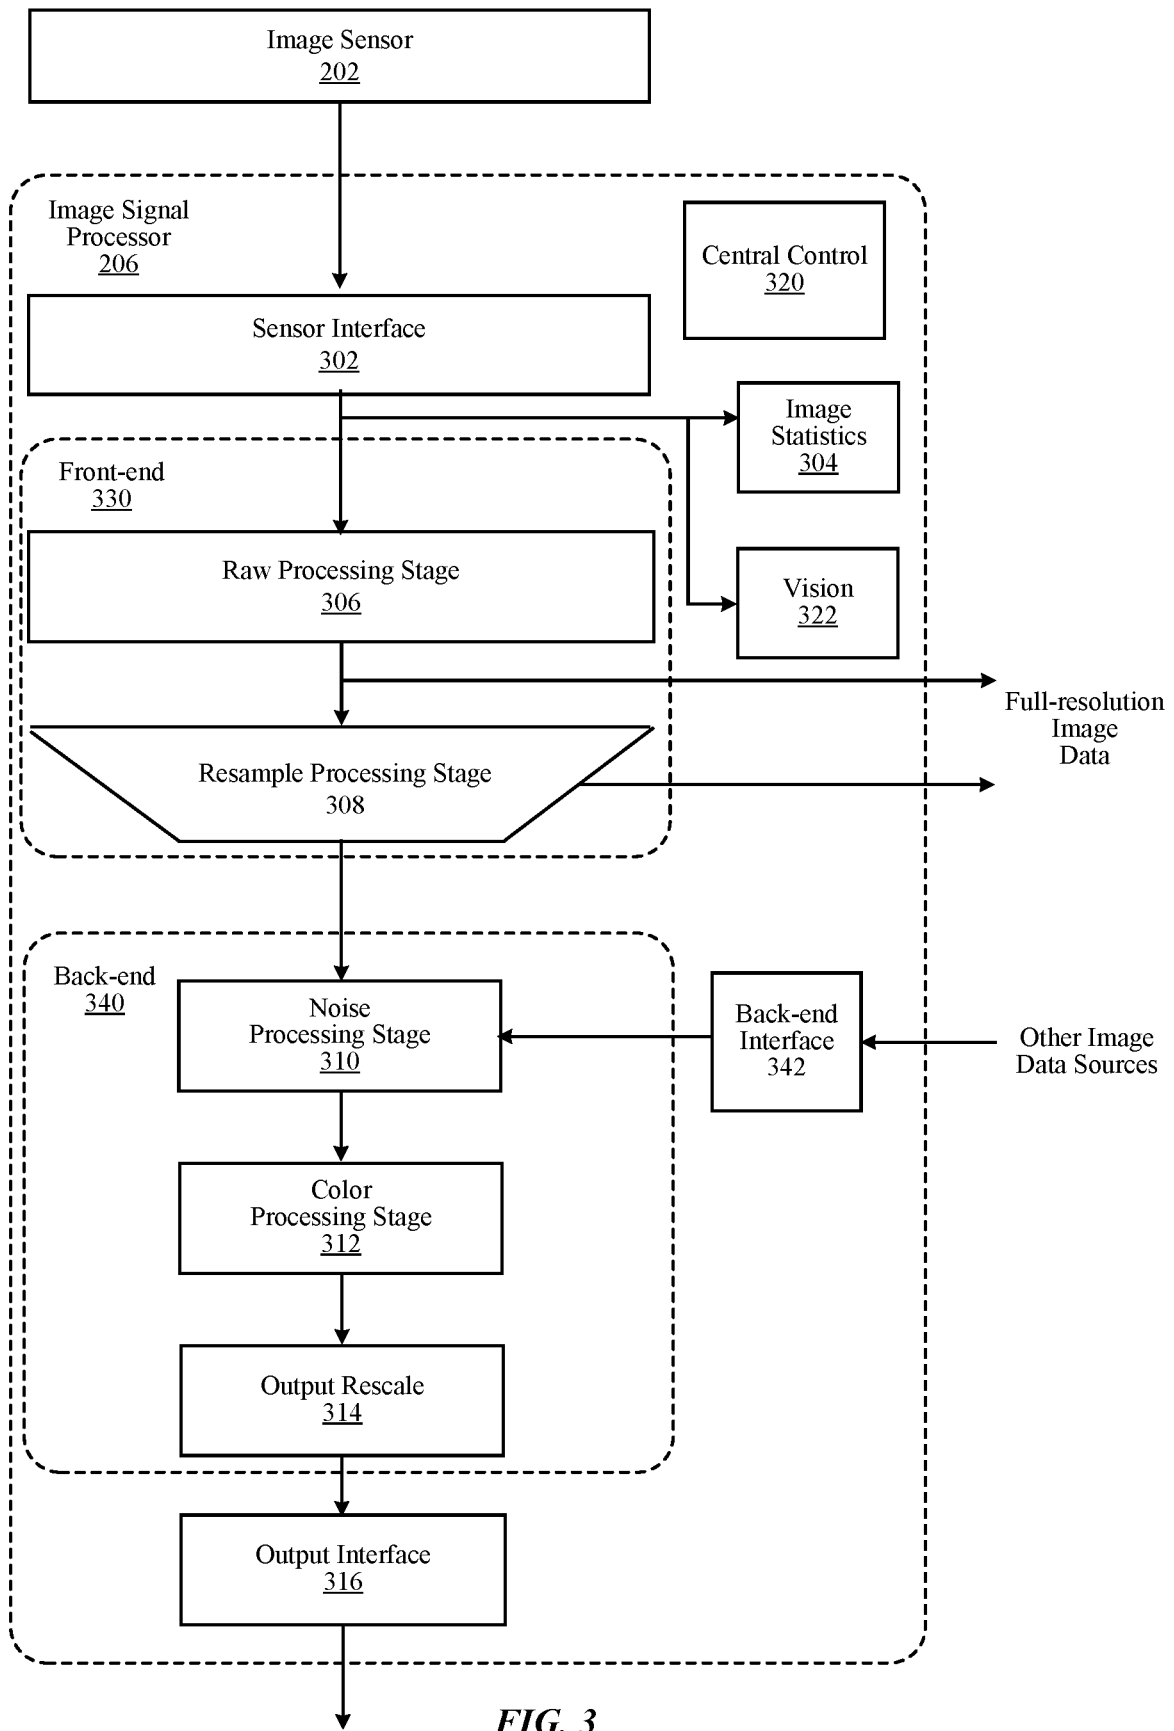 Image Sensor
202
Image Signal
Processor
206
Central Control
320
Sensor Interface
302
Image
Statistics
304
Front-end
330
Raw Processing Stage
306
Vision
322
Full-resolution
Image
Data
Resample Processing Stage
308
Back-end
340
Noise
Processing Stage
310
Back-end
Interface
342
Other Image
Data Sources
Color
Processing Stage
312
Output Rescale
314
Output Interface
316
FIG. 3